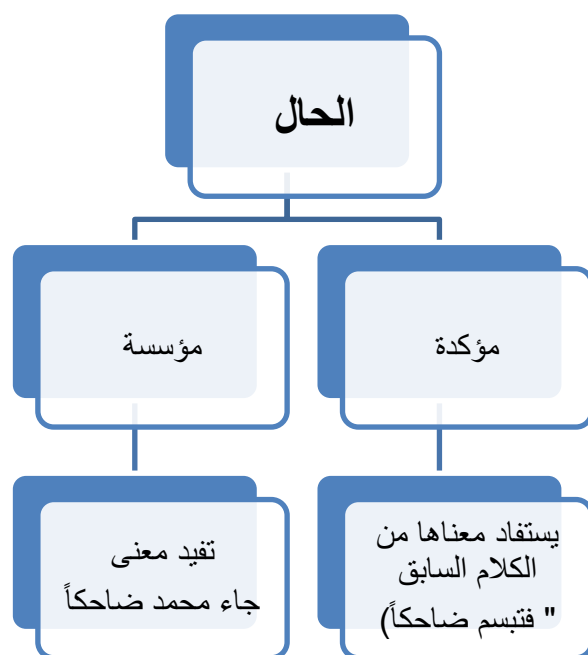 الحال
مؤكدة
مؤسسة
يستفاد معناها من
الكلام السابق
" فتبسم ضاحكاً)
تفيد معنى
جاء محمد ضاحكاً